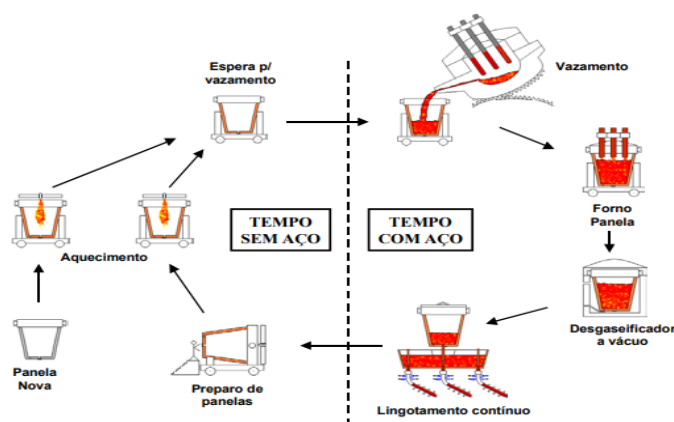 Espera p/
vazamento
Vazamento
TEMPO
SEM AÇO
TEMPO
COM AÇO
Forno
Panela
Aquecimento
Desgaseificador
a vácuo
Panela
Nova
Preparo de
panelas
Lingotamento contínuo